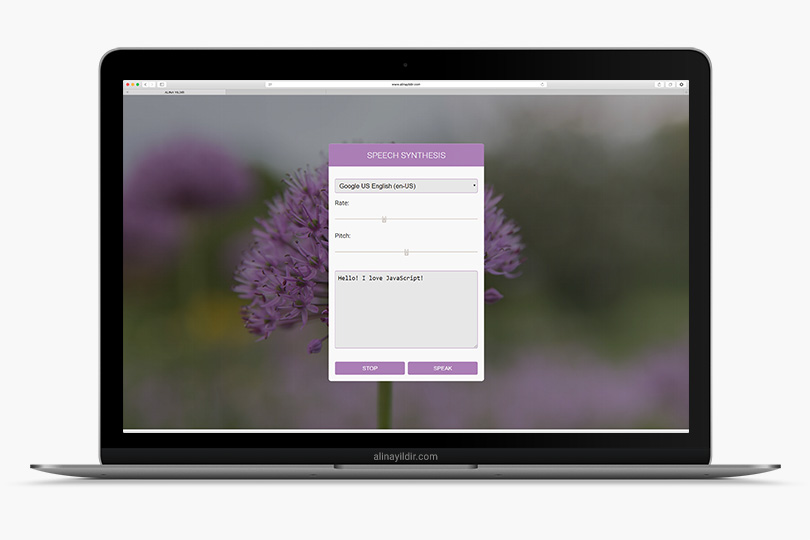 www.alinayildir.com
ALINA YILDIR
SPEECH SYNTHESIS
Google US English (en-US)
Rate:
Pitch:
Hello! I love JavaScript!
STOP
SPEAK
alinayildir.com